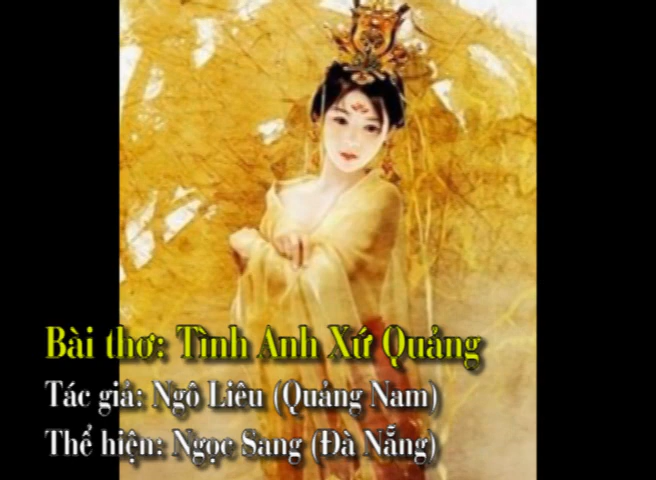 Bài thơ: Tình Anh Xứ Quảng
Tác giả: Ngô Liêu (Quảng Nam)
Thể hiện: Ngọc Sang (Đà Nẵng)